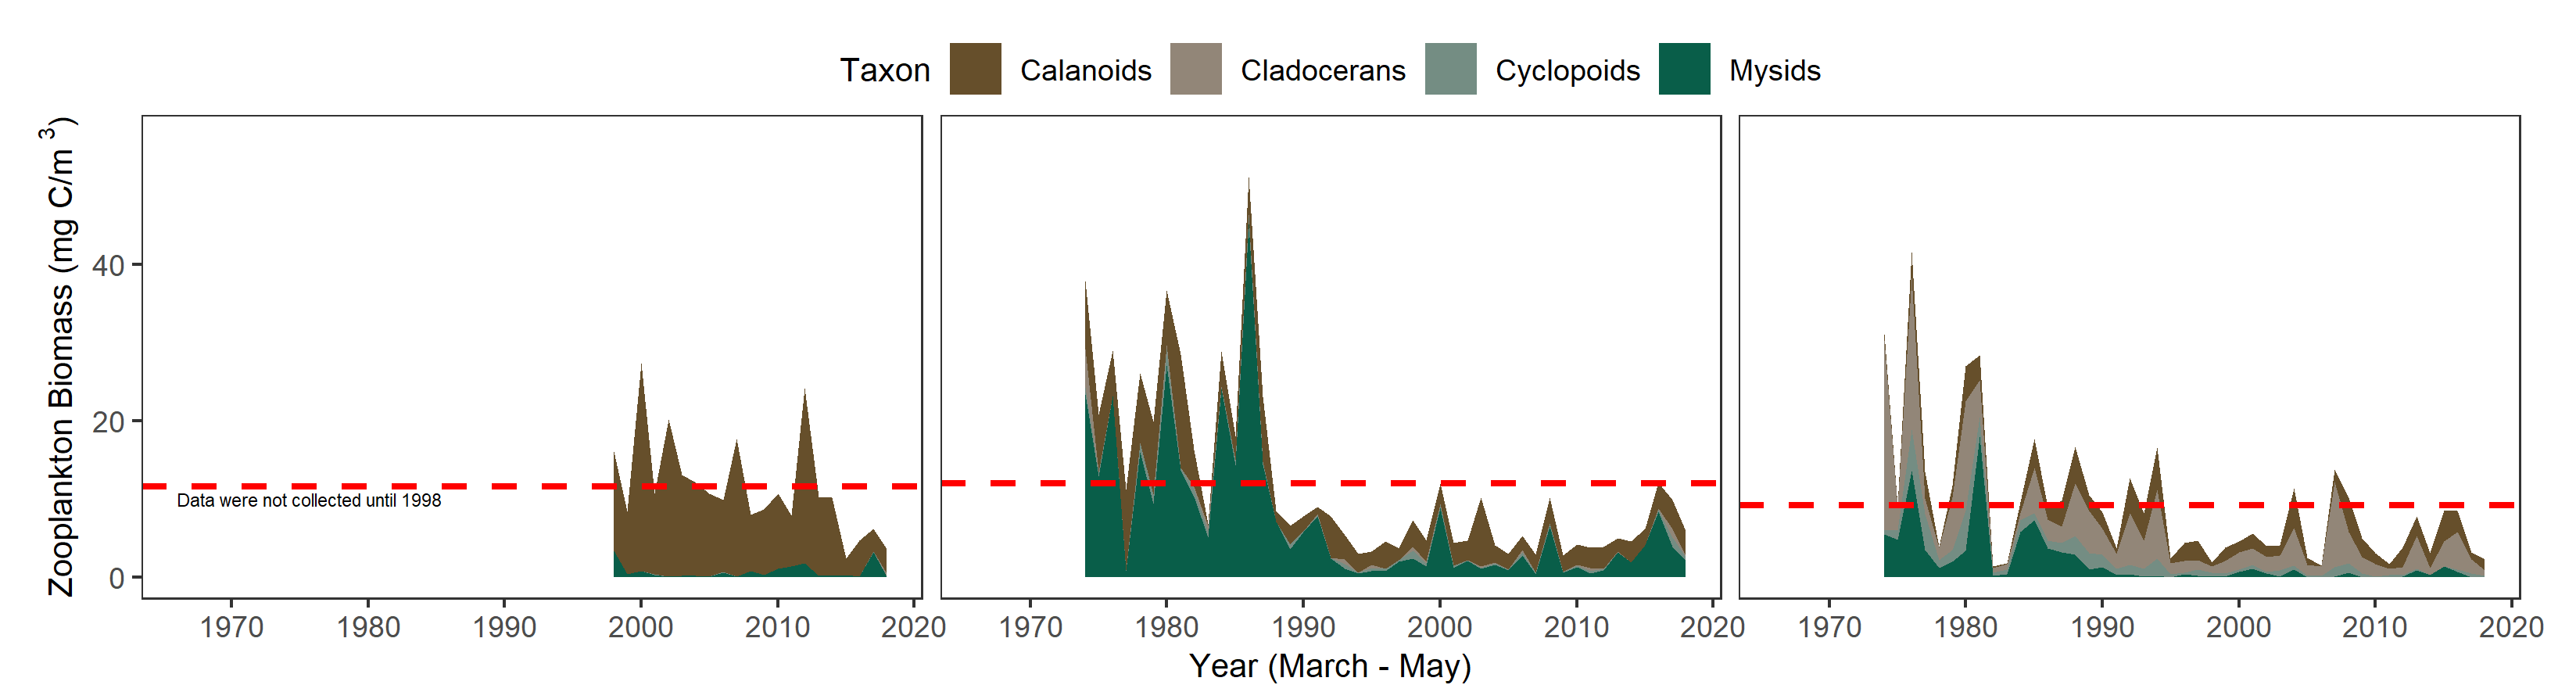 Taxon Calanoids Cladocerans Cyclopoids Mysids
Zooplankton Biomass (mg C/m 3)
40
20
0
Data were not collected until 1998
1970 1980 1990 2000 2010 2020 1970 1980 1990 2000 2010 2020 1970 1980 1990 2000 2010 2020
Year (March - May)